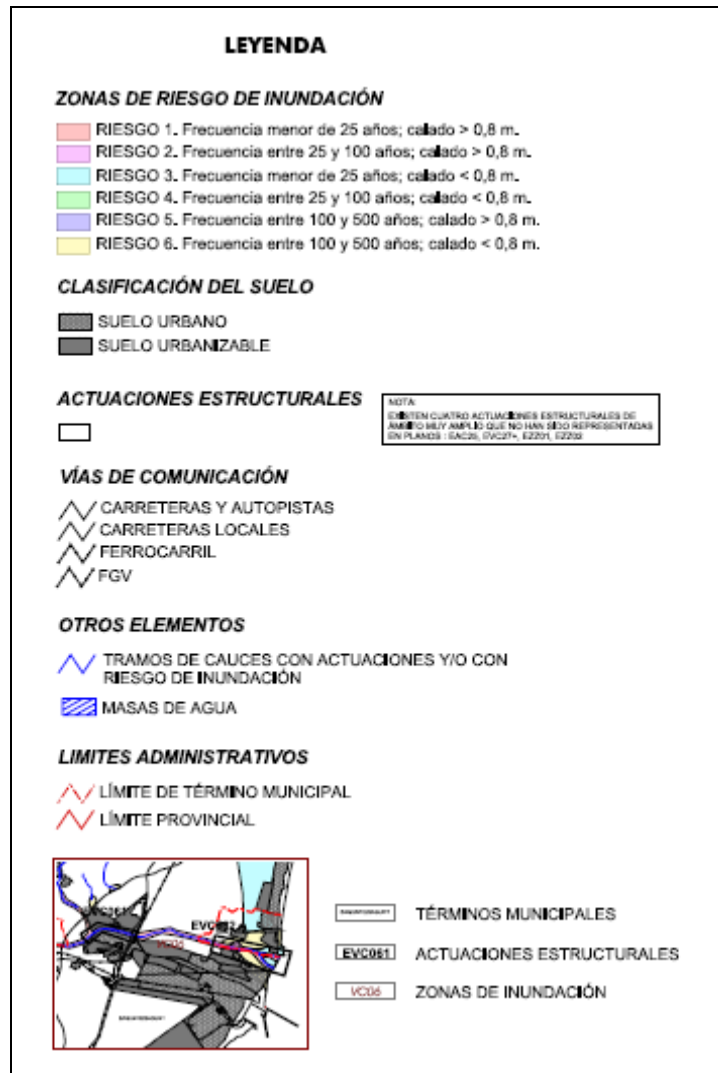 LEYENDA
ZONAS DE RIESGO DE INUNDACIÓN
RIESGO 1. Frecuencia menor de 25 años; calado > 0,8 m.
RIESGO 2. Frecuencia entre 25 y 100 años; calado > 0,8 m.
RIESGO 3. Frecuencia menor de 25 años; calado < 0,8 m.
RIESGO 4. Frecuencia entre 25 y 100 años; calado < 0,8 m.
RIESGO 5. Frecuencia entre 100 y 500 años; calado > 0,8 m.
RIESGO 6. Frecuencia entre 100 y 500 años; calado < 0,8 m.
CLASIFICACIÓN DEL SUELO
SUELO URBANO
SUELO URBANIZABLE
ACTUACIONES ESTRUCTURALES
NOTA:
EXISTEN CUATRO ACTUACIONES ESTRUCTURALES DE
ÁMBITO MUY AMPLIO QUE NO HAN SIDO REPRESENTADAS
EN PLANOS : EAC25, EVC27+, EZZ01, EZZ02
VÍAS DE COMUNICACIÓN
CARRETERAS Y AUTOPISTAS
CARRETERAS LOCALES
FERROCARRIL
FGV
OTROS ELEMENTOS
TRAMOS DE CAUCES CON ACTUACIONES Y/O CON
RIESGO DE INUNDACIÓN
MASAS DE AGUA
LIMITES ADMINISTRATIVOS
LÍMITE DE TÉRMINO MUNICIPAL
LÍMITE PROVINCIAL
VC06
TÉRMINOS MUNICIPALES
EVC061 ACTUACIONES ESTRUCTURALES
VC06 ZONAS DE INUNDACIÓN